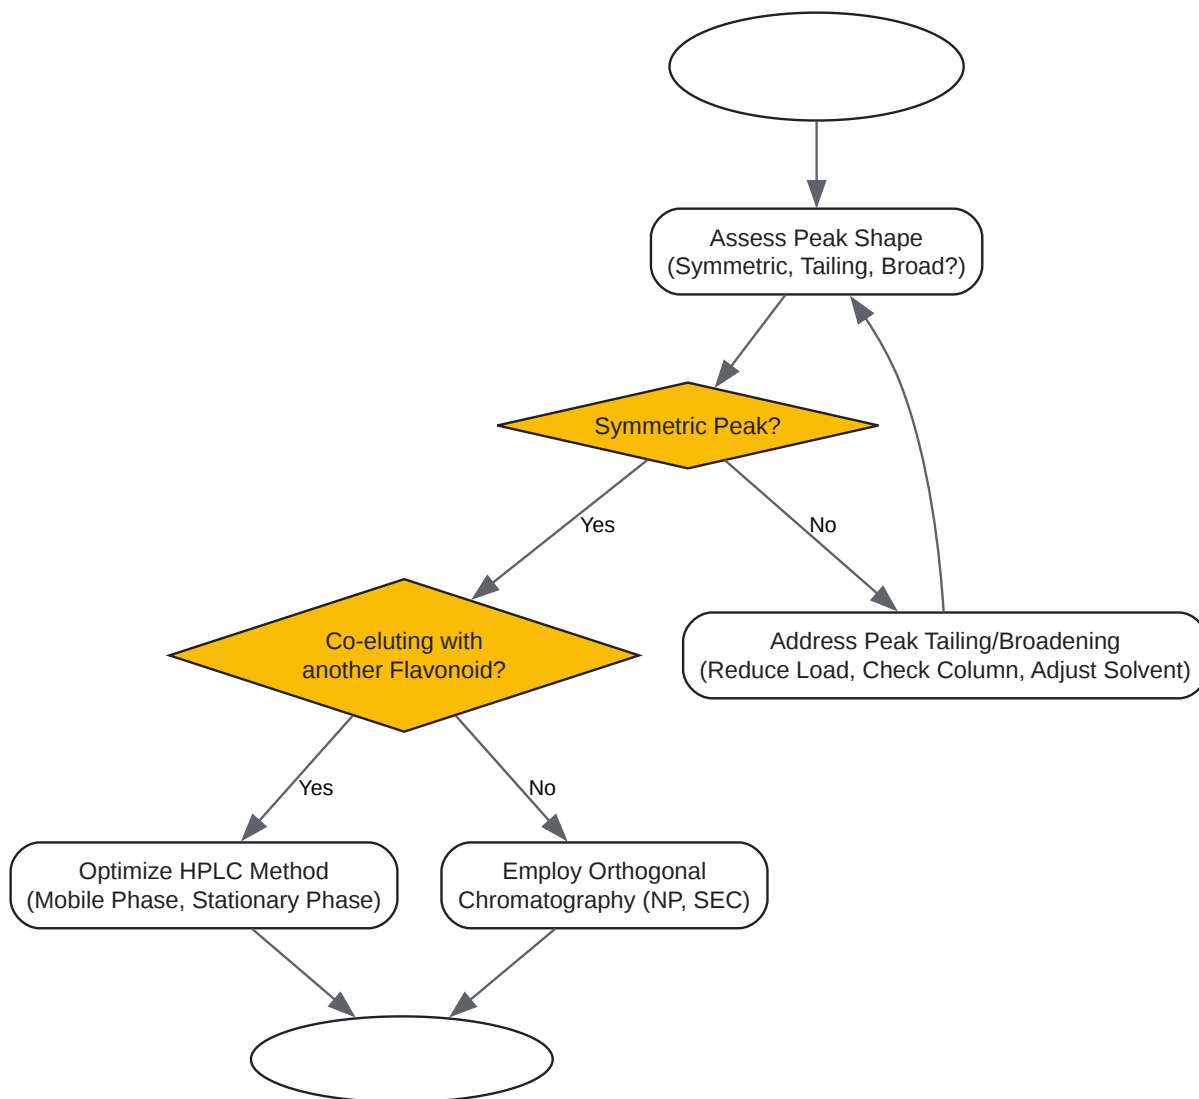 Assess Peak Shape
(Symmetric, Tailing, Broad?)
Symmetric Peak?
Yes
No
Co-eluting with
another Flavonoid?
Address Peak Tailing/Broadening
(Reduce Load, Check Column, Adjust Solvent)
Yes
No
Optimize HPLC Method
(Mobile Phase, Stationary Phase)
Employ Orthogonal
Chromatography (NP, SEC)